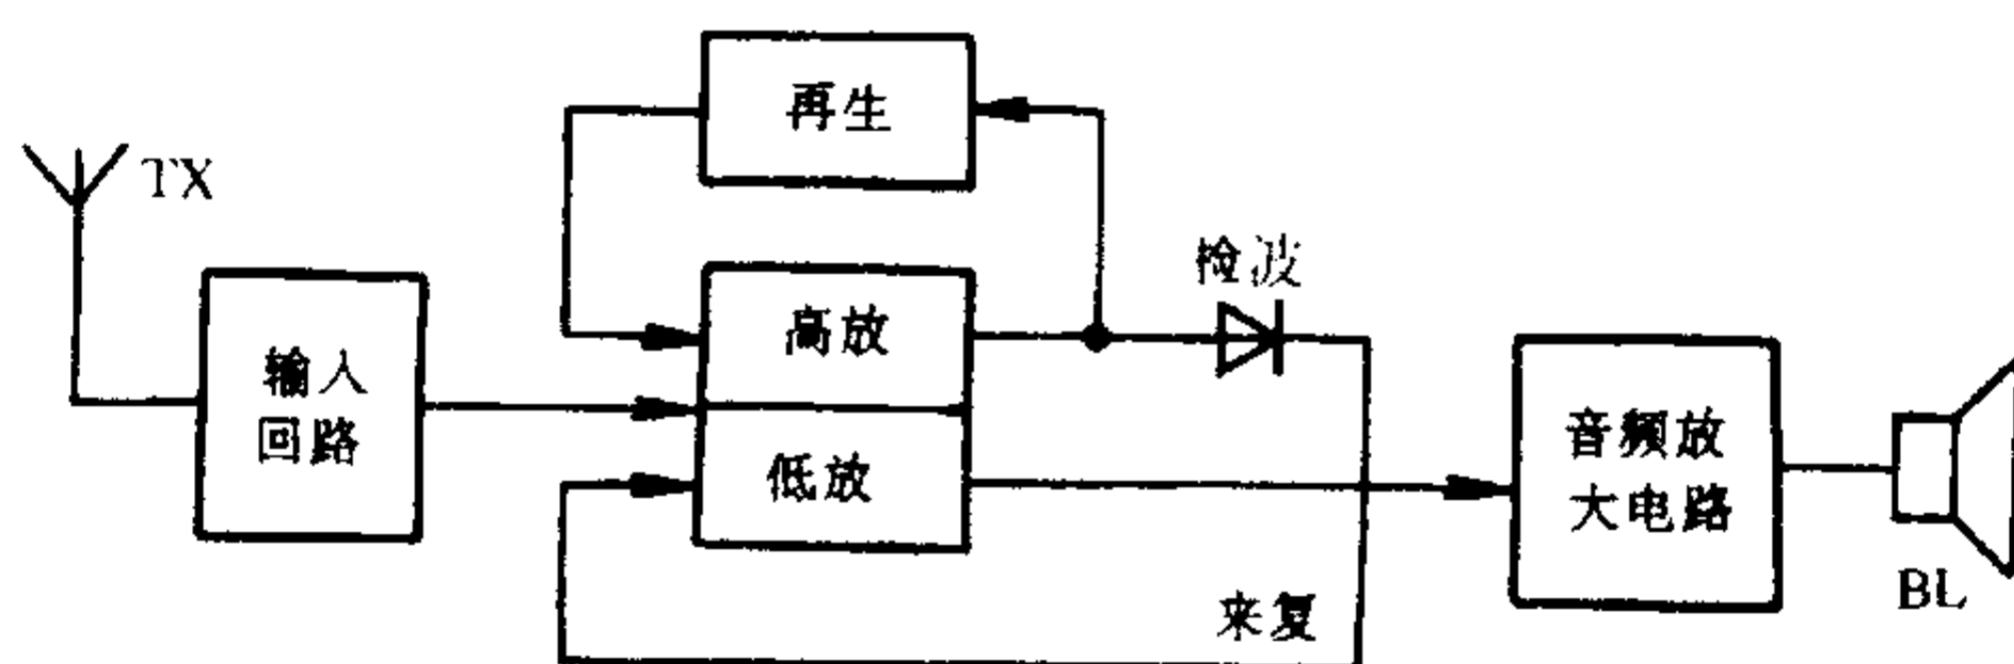 再生
TX
检波
高放
输入
回路
低放
音频放
大电路
来复
BL